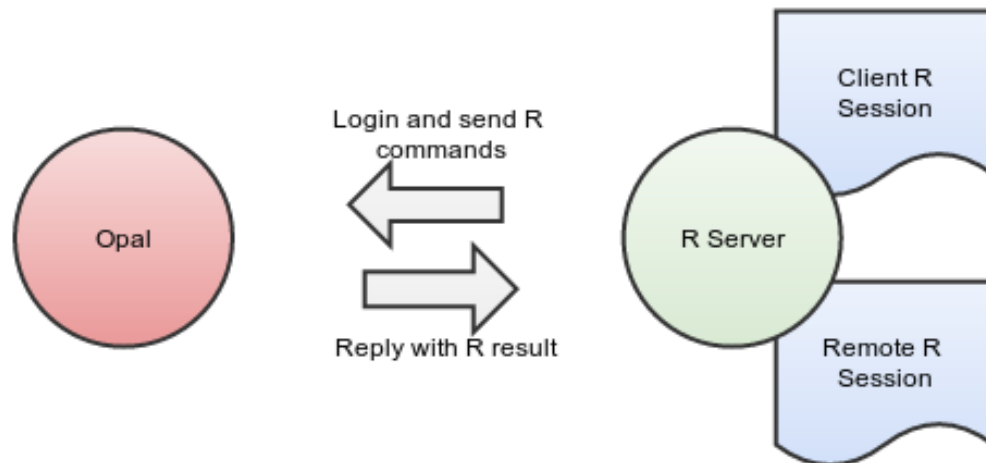 Client R
Session
Login and send R
commands
Opal
R Server
Reply with R result
Remote R
Session